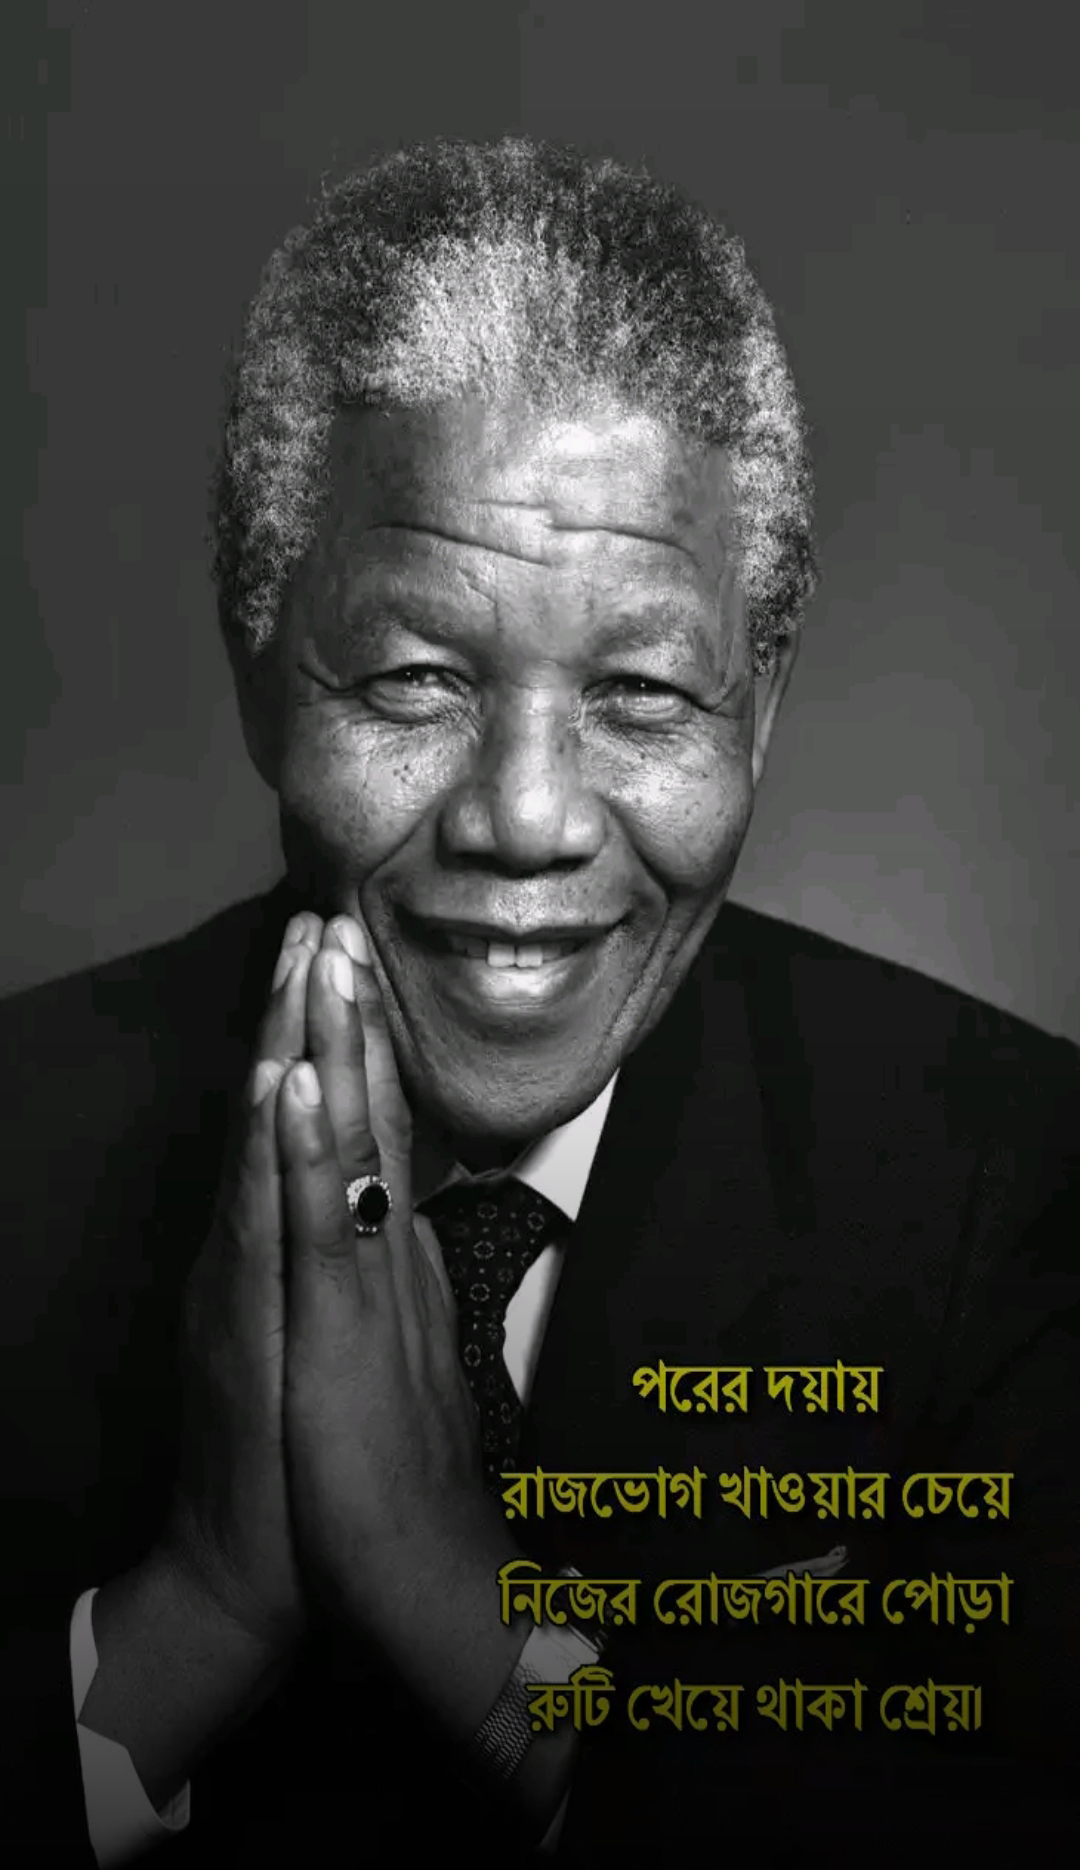 পরের দয়ায়
রাজভোগ খাওয়ার চেয়ে
নিজের রোজগারে পোড়া
রুটি খেয়ে থাকা শ্রেয়।